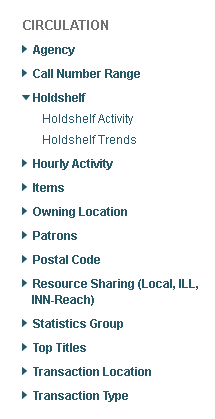 CIRCULATION
Agency
Call Number Range
Holdshelf
Holdshelf Activity
Holdshelf Trends
Hourly Activity
Items
Owning Location
Patrons
Postal Code
Resource Sharing (Local, ILL,
INN-Reach)
Statistics Group
Top Titles
Transaction Location
Transaction Type